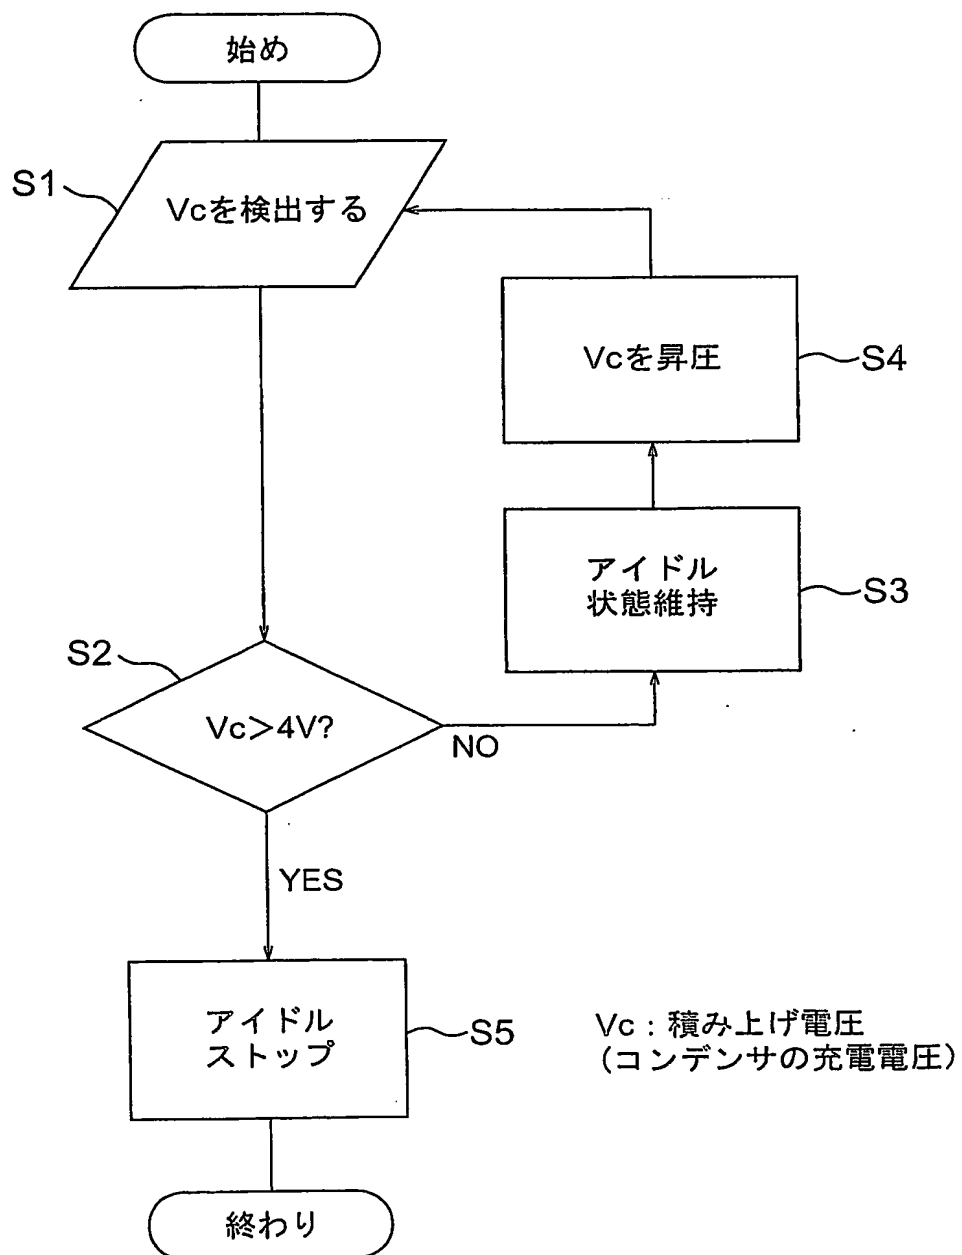 始め
S1
Vcを検出する
Vcを昇圧
S4
アイドル
状態維持
S3
S2
Vc＞4V?
NO
YES
アイドル
ストップ
S5
Vc：積み上げ電圧
(コンデンサの充電電圧)
終わり